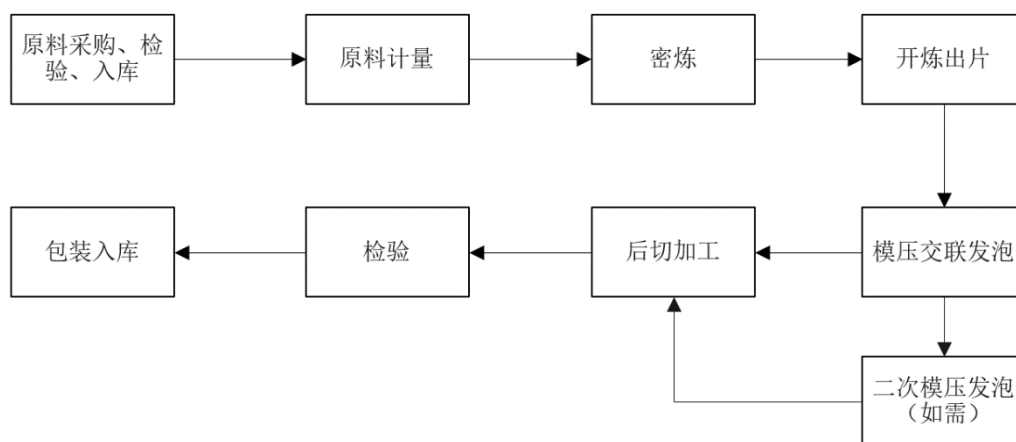 原料采购、检
验、入库
原料计量
密炼
开炼出片
包装入库
检验
后切加工
模压交联发泡
二次模压发泡
（如需）